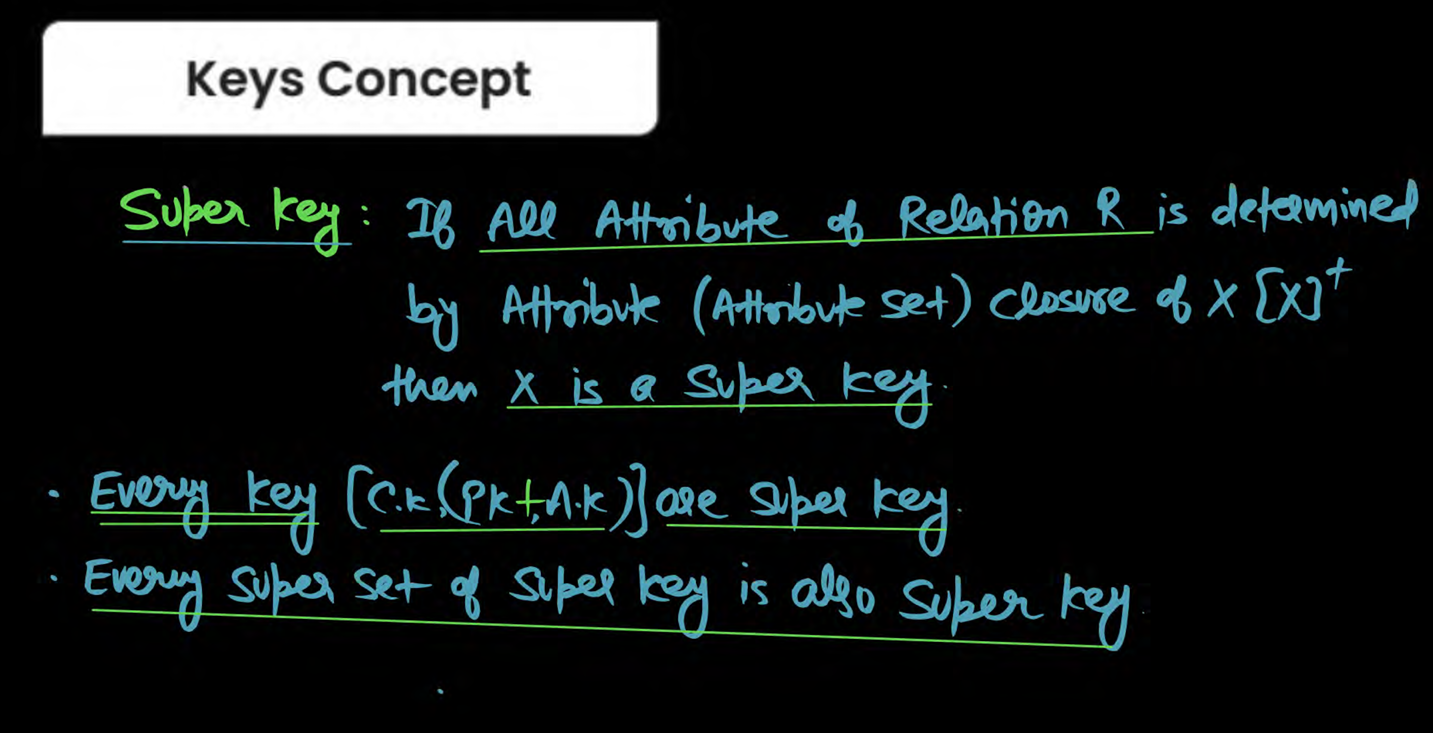 Keys Concept
Super key : If All Attribute of Relation R is determined
by Attribute (Attribute set) closure of X [X]+
then X is a Super key.
• Every key [C.k,(Pk+,A.k)] are Super key.
• Every Super set of Super key is also Super key.